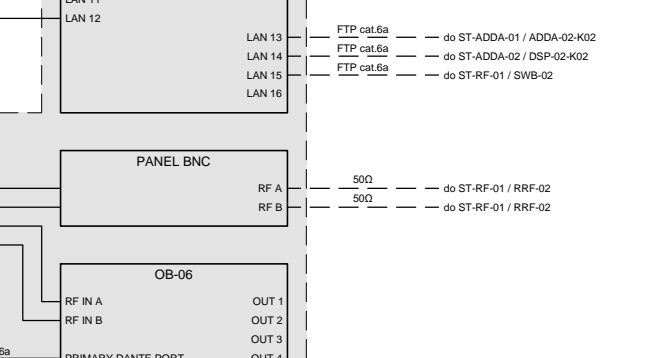 LAN 12
LAN 13 FTP cat.6a do ST-ADDA-01 / ADDA-02-K02
LAN 14 FTP cat.6a do ST-ADDA-02 / DSP-02-K02
LAN 15 FTP cat.6a do ST-RF-01 / SWB-02
LAN 16
PANEL BNC
RF A 50Ω do ST-RF-01 / RRF-02
RF B 50Ω do ST-RF-01 / RRF-02
OB-06
RF IN A OUT 1
RF IN B OUT 2
OUT 3
6a PRIMARY DANTE PORT OUT 4